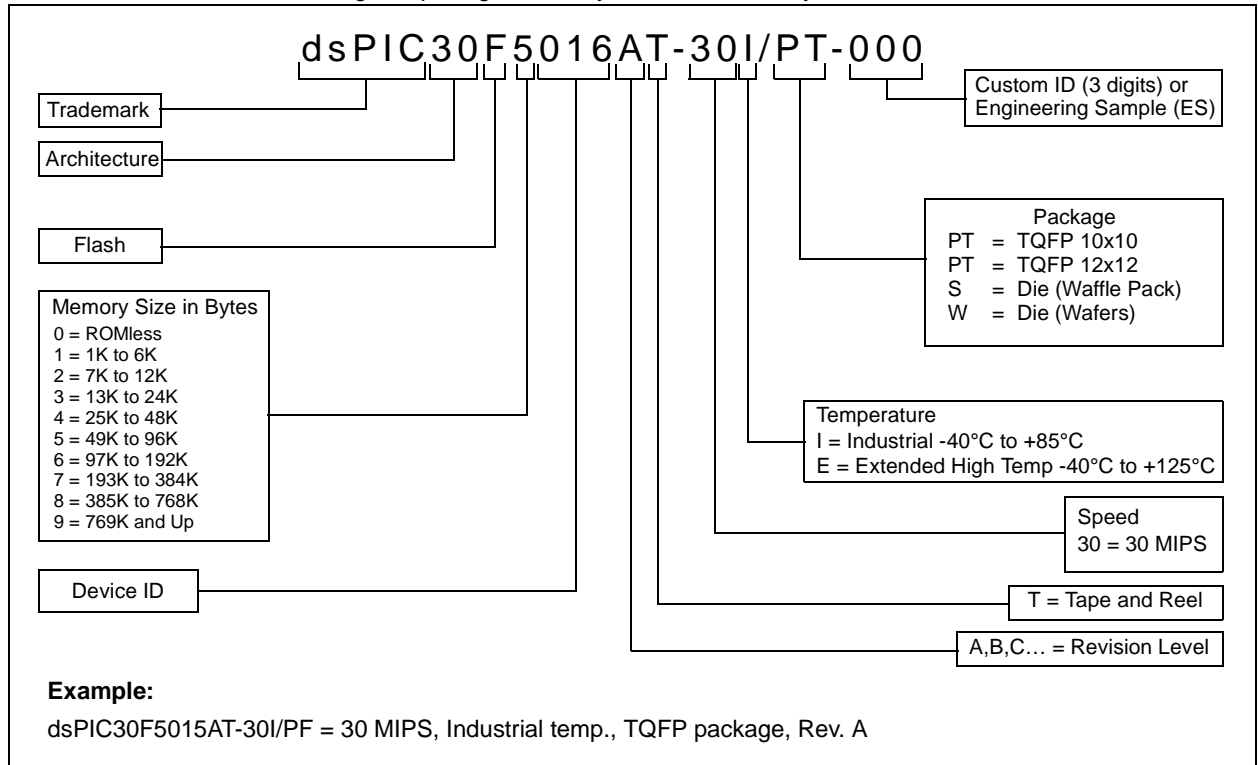 dsPIC30F5016AT-30I/PT-000
Custom ID (3 digits) or
Engineering Sample (ES)
Trademark
Architecture
Flash
Package
PT = TQFP 10x10
PT = TQFP 12x12
S = Die (Waffle Pack)
W = Die (Wafers)
Memory Size in Bytes
0 = ROMless
1 = 1K to 6K
2 = 7K to 12K
3 = 13K to 24K
4 = 25K to 48K
5 = 49K to 96K
6 = 97K to 192K
7 = 193K to 384K
8 = 385K to 768K
9 = 769K and Up
Temperature
I = Industrial -40°C to +85°C
E = Extended High Temp -40°C to +125°C
Speed
30 = 30 MIPS
Device ID
T = Tape and Reel
A,B,C… = Revision Level
Example:
dsPIC30F5015AT-30I/PF = 30 MIPS, Industrial temp., TQFP package, Rev. A